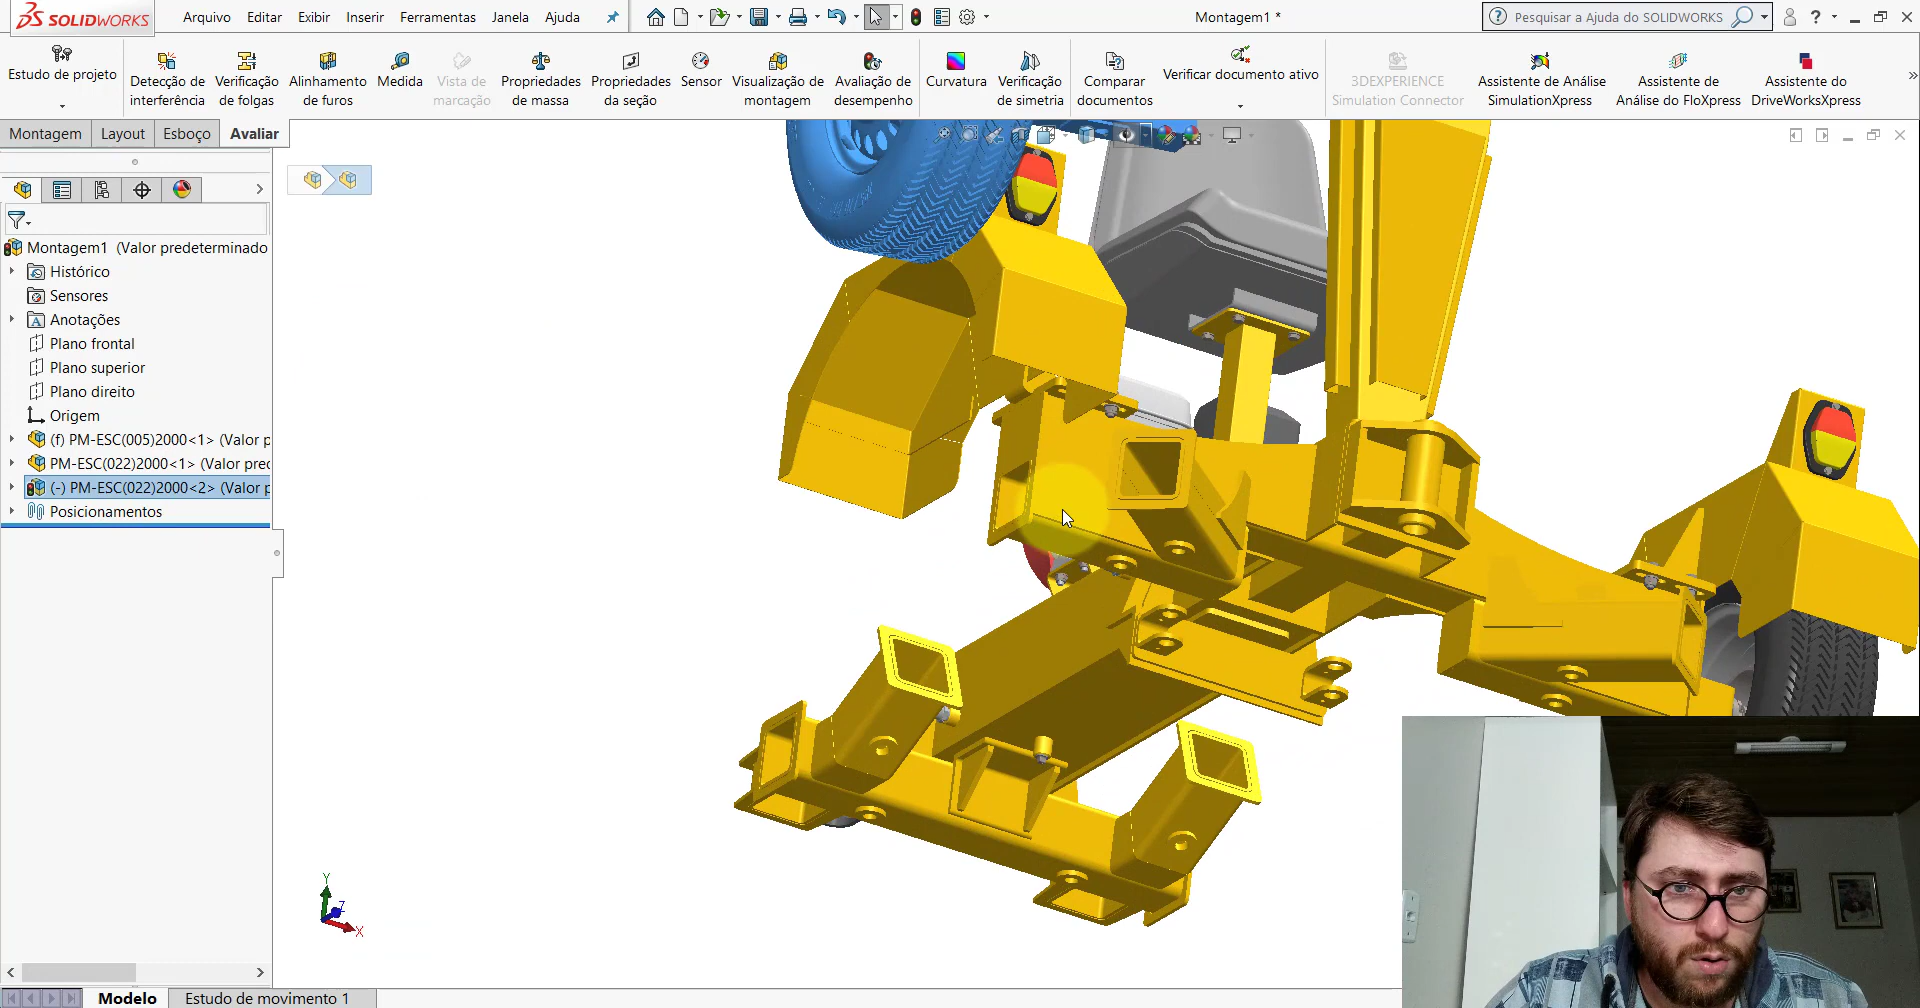 SOLIDWORKS
Arquivo Editar Exibir Inserir Ferramentas Janela Ajuda
Montagem1 *
Pesquisar a Ajuda do SOLIDWORKS
Estudo de projeto
Detecção de interferência
Verificação de folgas
Alinhamento de furos
Medida
Vista de marcação
Propriedades de massa
Propriedades da seção
Sensor
Visualização de montagem
Avaliação de desempenho
Curvatura
Verificação de simetria
Comparar documentos
Verificar documento ativo
3DEXPERIENCE Simulation Connector
Assistente de Análise SimulationXpress
Assistente de Análise do FloXpress
Assistente do DriveWorksXpress
Montagem Layout Esboço Avaliar
Montagem1 (Valor predeterminado
Histórico
Sensores
Anotações
Plano frontal
Plano superior
Plano direito
Origem
(f) PM-ESC(005)2000<1> (Valor p
PM-ESC(022)2000<1> (Valor pred
(-) PM-ESC(022)2000<2> (Valor p
Posicionamentos
Y
Z
X
Modelo Estudo de movimento 1